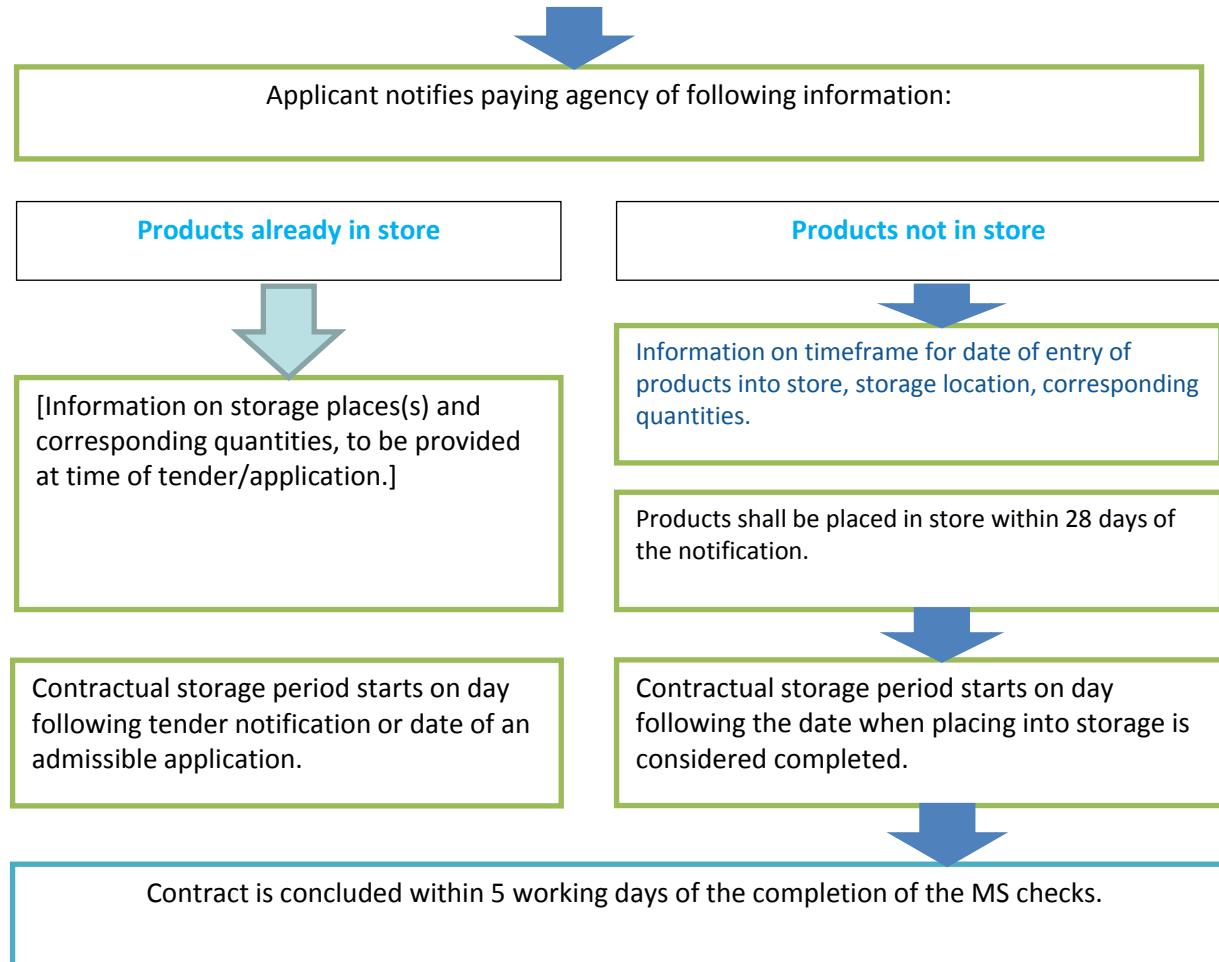 Applicant notifies paying agency of following information:
Products already in store
Products not in store
[Information on storage places(s) and
corresponding quantities, to be provided
at time of tender/application.]
Information on timeframe for date of entry of
products into store, storage location, corresponding
quantities.
Products shall be placed in store within 28 days of
the notification.
Contractual storage period starts on day
following tender notification or date of an
admissible application.
Contractual storage period starts on day
following the date when placing into storage is
considered completed.
Contract is concluded within 5 working days of the completion of the MS checks.